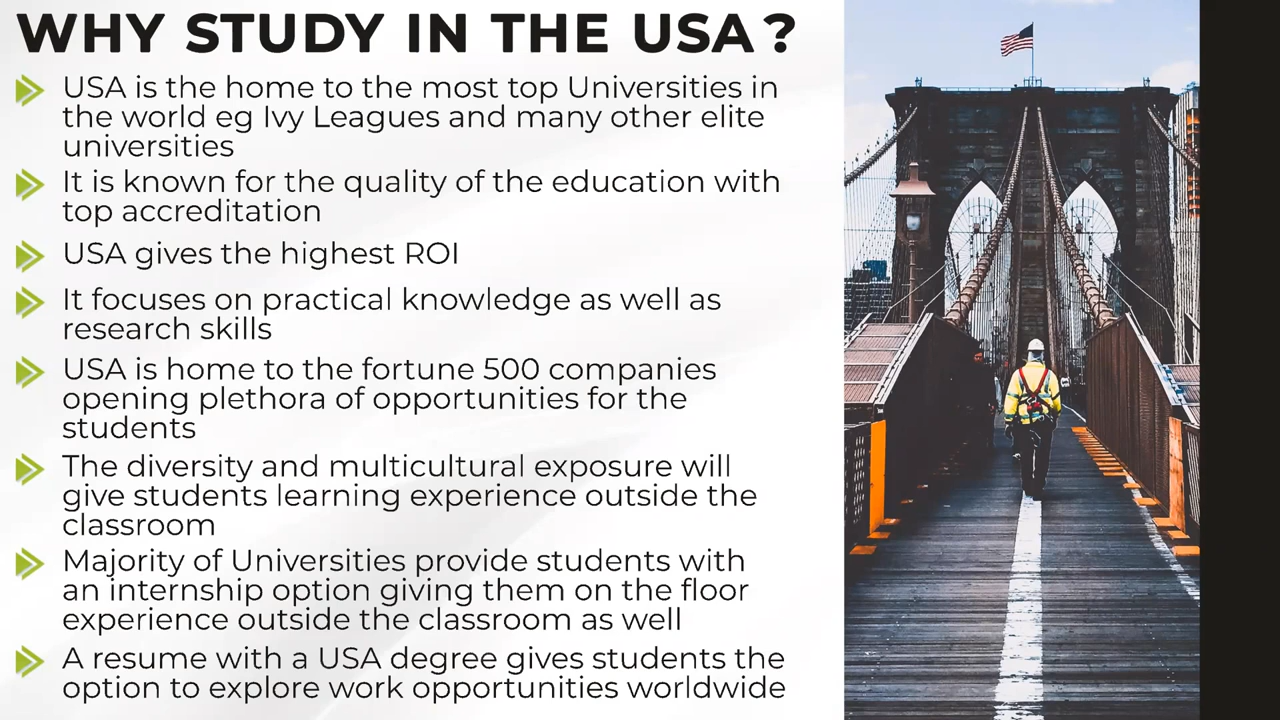 WHY STUDY IN THE USA?
USA is the home to the most top Universities in
the world eg Ivy Leagues and many other elite
universities
It is known for the quality of the education with
top accreditation
USA gives the highest ROI
It focuses on practical knowledge as well as
research skills
USA is home to the fortune 500 companies
opening plethora of opportunities for the
students
The diversity and multicultural exposure will
give students learning experience outside the
classroom
Majority of Universities provide students with
an internship option giving them on the floor
experience outside the classroom as well
A resume with a USA degree gives students the
option to explore work opportunities worldwide